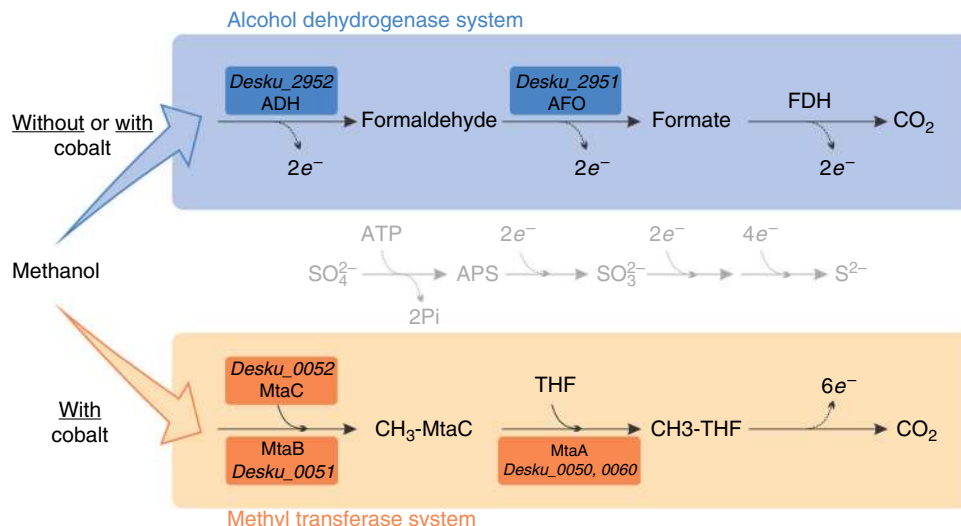 Alcohol dehydrogenase system
Desku_2952
ADH
Desku_2951
AFO
FDH
Formaldehyde
Formate
CO₂
2e⁻
2e⁻
2e⁻
Without or with
cobalt
Methanol
ATP
2e⁻
2e⁻
4e⁻
SO₄²⁻
APS
SO₃²⁻
S²⁻
2Pi
With
cobalt
Desku_0052
MtaC
THF
6e⁻
CH₃-MtaC
CH3-THF
CO₂
MtaB
Desku_0051
MtaA
Desku_0050, 0060
Methyl transferase system